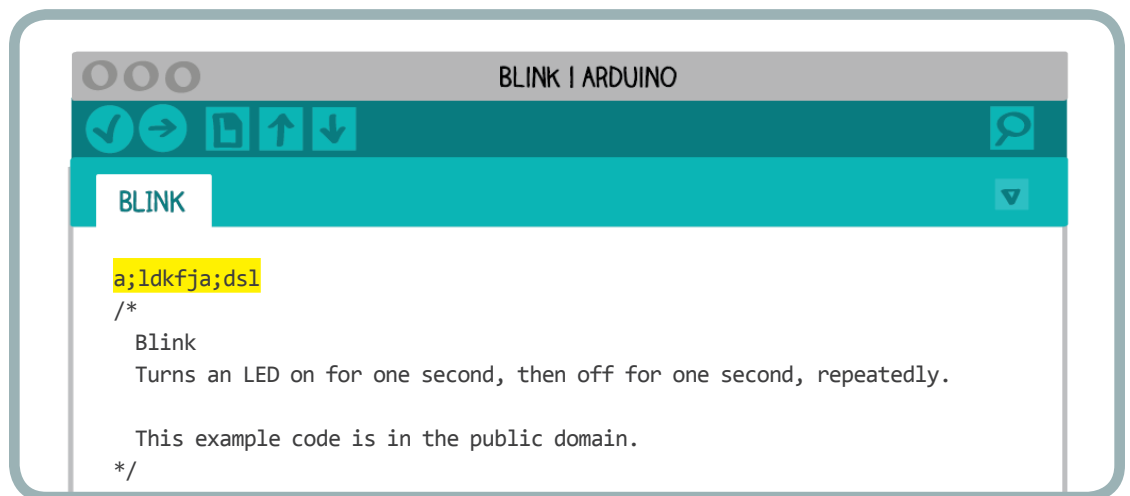 BLINK | ARDUINO
BLINK
a;ldkfja;dsl
/*
Blink
Turns an LED on for one second, then off for one second, repeatedly.
This example code is in the public domain.
*/